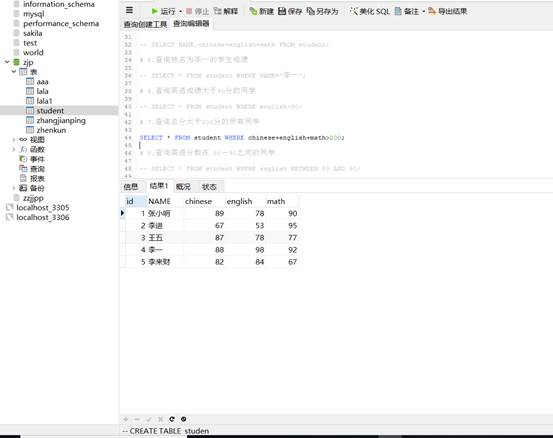 information_schema
mysql
performance_schema
sakila
test
world
zjp
表
aaa
lala
lala1
student
zhangjianping
zhenkun
视图
函数
事件
查询
报表
备份
zzjjpp
localhost_3305
localhost_3306
运行 停止 解释 新建 保存 另存为 美化 SQL 备注 导出结果
查询创建工具 查询编辑器
31
32 -- SELECT NAME,chinese+english+math FROM student;
33
34 # 5.查询姓名为李一的学生成绩
35
36 -- SELECT * FROM student WHERE NAME='李一';
37
38 # 6.查询英语成绩大于90分的同学
39
40 -- SELECT * FROM student WHERE english>90;
41
42 # 7.查询总分大于200分的所有同学
43
44 SELECT * FROM student WHERE chinese+english+math>200;
45
46 # 8.查询英语分数在 80-90之间的同学
47
48 -- SELECT * FROM student WHERE english BETWEEN 80 AND 90;
信息 结果1 概况 状态
id NAME chinese english math
1 张小明 89 78 90
2 李进 67 53 95
3 王五 87 78 77
4 李一 88 98 92
5 李来财 82 84 67
-- CREATE TABLE studen